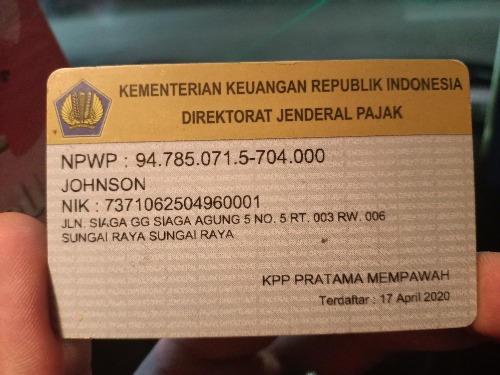 KEMENTERIAN KEUANGAN REPUBLIK INDONESIA
DIREKTORAT JENDERAL PAJAK
NPWP : 94.785.071.5-704.000
JOHNSON
NIK : 7371062504960001
JLN. SIAGA GG SIAGA AGUNG 5 NO. 5 RT. 003 RW. 006
SUNGAI RAYA SUNGAI RAYA
KPP PRATAMA MEMPAWAH
Terdaftar : 17 April 2020